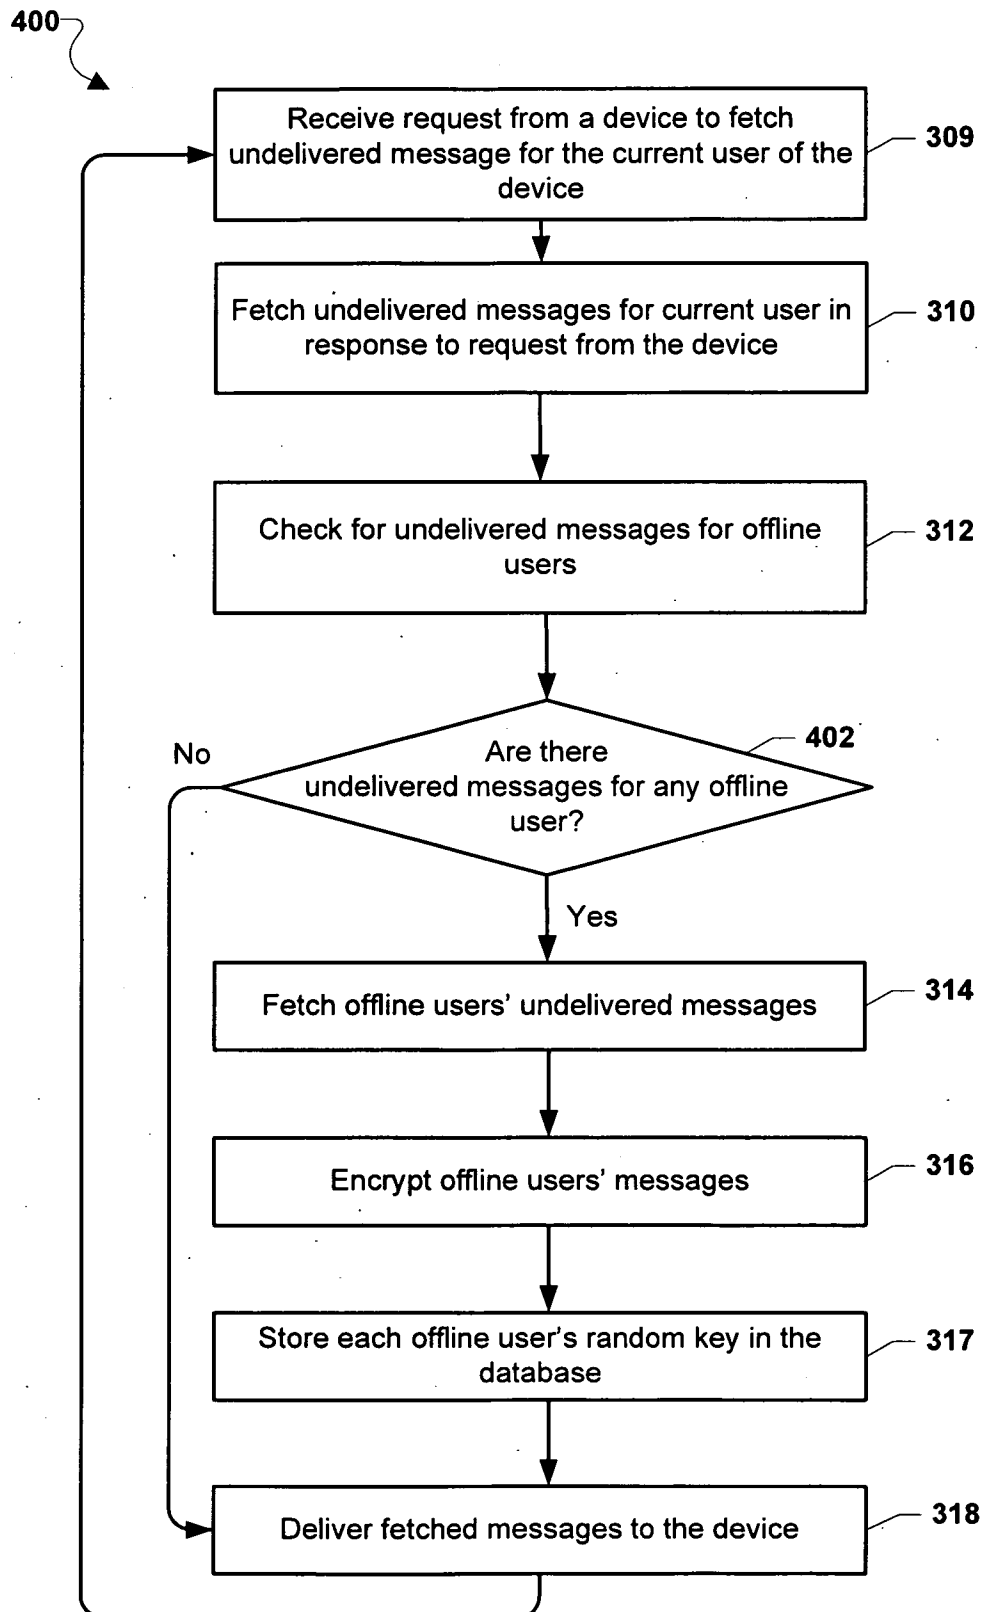 400
Receive request from a device to fetch
undelivered message for the current user of the
device
309
Fetch undelivered messages for current user in
response to request from the device
310
Check for undelivered messages for offline
users
312
No
Are there
undelivered messages for any offline
user?
402
Yes
Fetch offline users’ undelivered messages
314
Encrypt offline users’ messages
316
Store each offline user’s random key in the
database
317
Deliver fetched messages to the device
318